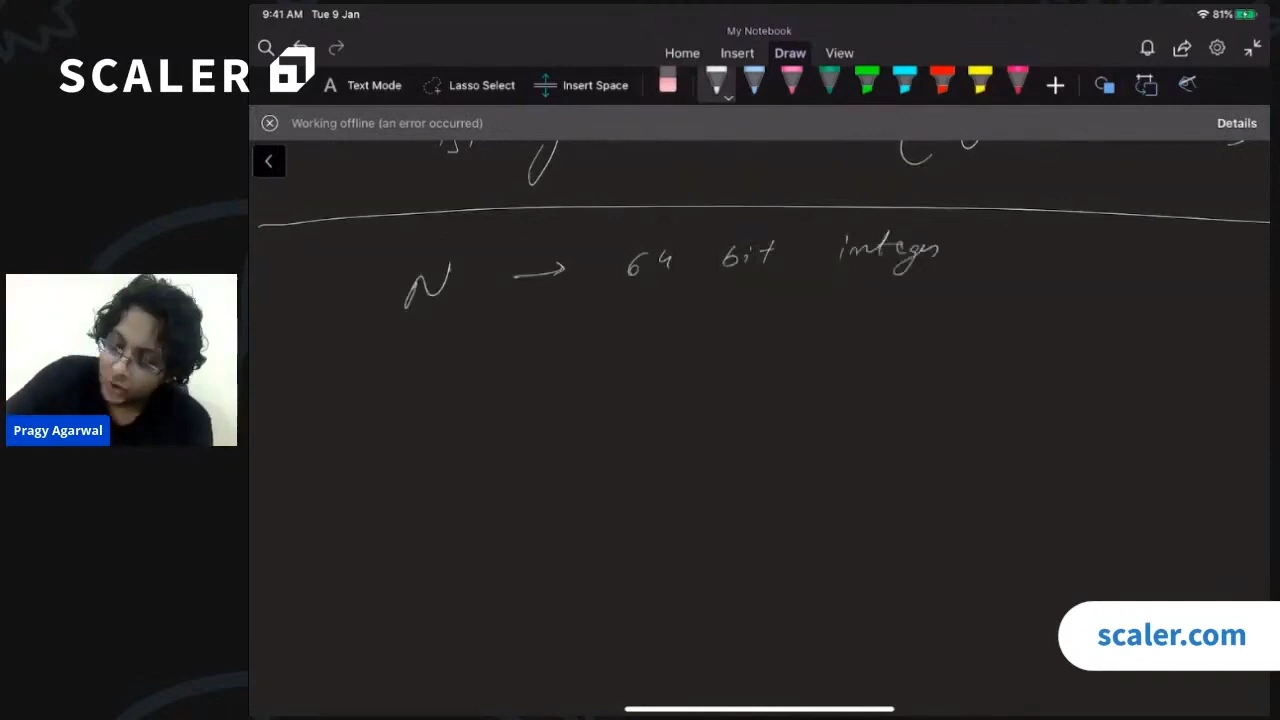 9:41 AM Tue 9 Jan
81%
My Notebook
Home Insert Draw View
SCALER
A Text Mode Lasso Select Insert Space
Working offline (an error occurred) Details
N → 64 bit integer
Pragy Agarwal
scaler.com